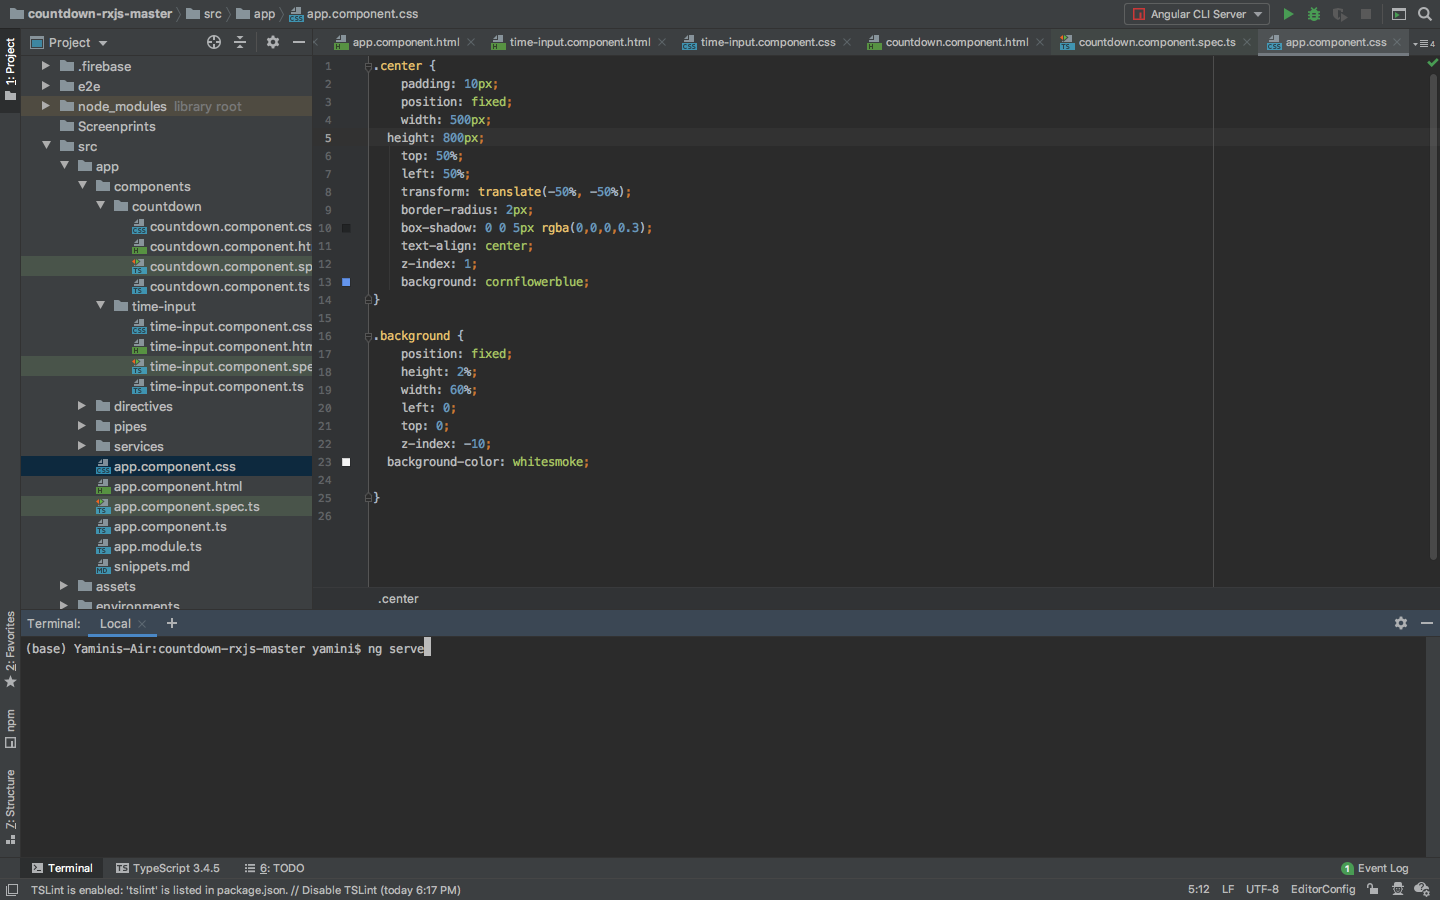 countdown-rxjs-master src app app.component.css
Angular CLI Server
Project
app.component.html time-input.component.html time-input.component.css countdown.component.html countdown.component.spec.ts app.component.css 4
1: Project
.firebase
e2e
node_modules library root
Screenprints
src
app
components
countdown
countdown.component.cs
countdown.component.ht
countdown.component.sp
countdown.component.ts
time-input
time-input.component.css
time-input.component.htm
time-input.component.spe
time-input.component.ts
directives
pipes
services
app.component.css
app.component.html
app.component.spec.ts
app.component.ts
app.module.ts
snippets.md
assets
environments
1 .center {
2 padding: 10px;
3 position: fixed;
4 width: 500px;
5 height: 800px;
6 top: 50%;
7 left: 50%;
8 transform: translate(-50%, -50%);
9 border-radius: 2px;
10 box-shadow: 0 0 5px rgba(0,0,0,0.3);
11 text-align: center;
12 z-index: 1;
13 background: cornflowerblue;
14 }
15
16 .background {
17 position: fixed;
18 height: 2%;
19 width: 60%;
20 left: 0;
21 top: 0;
22 z-index: -10;
23 background-color: whitesmoke;
24
25 }
26
.center
2: Favorites
npm
7: Structure
Terminal: Local +
(base) Yaminis-Air:countdown-rxjs-master yamini$ ng serve
Terminal TypeScript 3.4.5 6: TODO 1 Event Log
TSLint is enabled: 'tslint' is listed in package.json. // Disable TSLint (today 6:17 PM) 5:12 LF UTF-8 EditorConfig